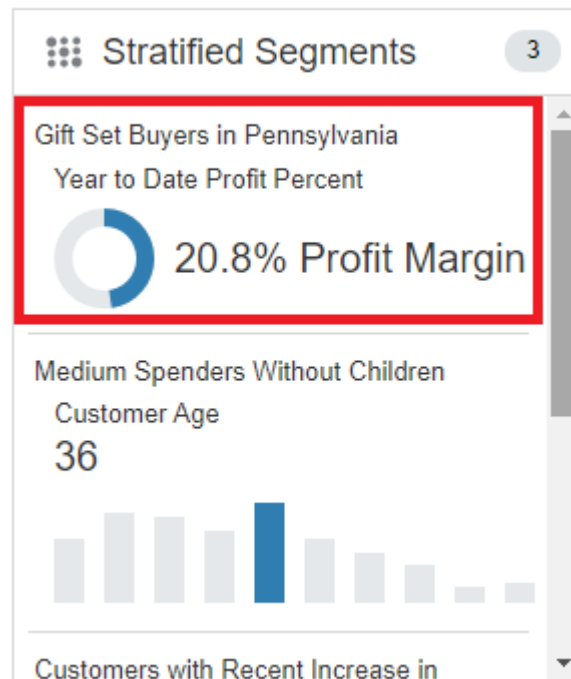 Stratified Segments 3
Gift Set Buyers in Pennsylvania
Year to Date Profit Percent
20.8% Profit Margin
Medium Spenders Without Children
Customer Age
36
Customers with Recent Increase in